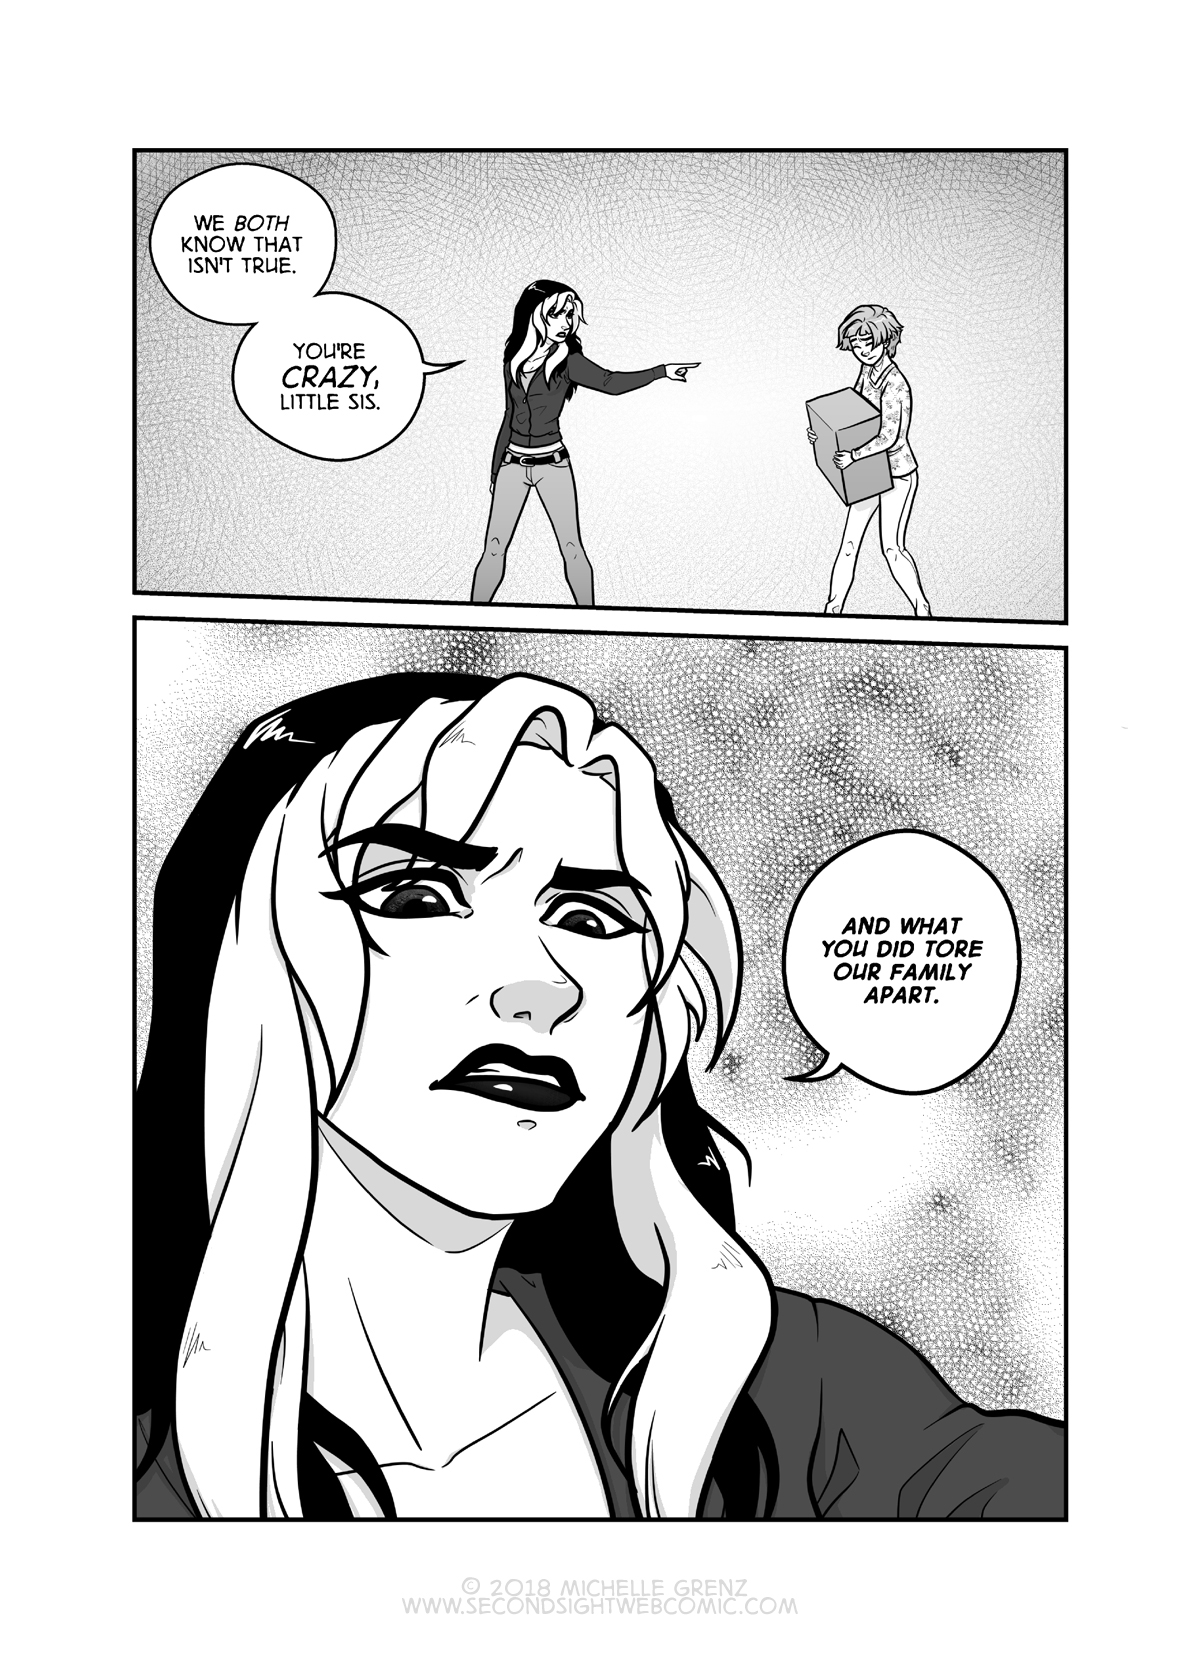 WE BOTH
KNOW THAT
ISN'T TRUE.
YOU'RE
CRAZY,
LITTLE SIS.
AND WHAT
YOU DID TORE
OUR FAMILY
APART.
© 2018 MICHELLE GRENZ
WWW.SECONDSIGHTWEBCOMIC.COM